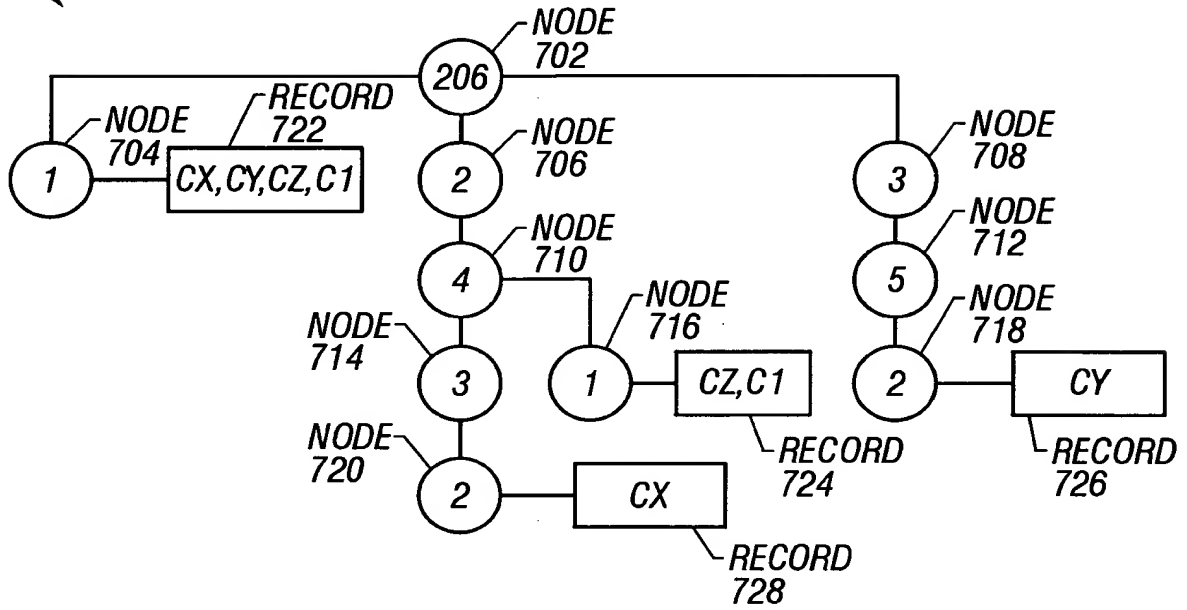 NODE
702
206
RECORD
722
NODE
704
1
CX,CY,CZ,C1
NODE
706
2
NODE
708
3
NODE
710
4
NODE
712
5
NODE
714
3
NODE
716
1
CZ,C1
NODE
718
2
CY
RECORD
724
RECORD
726
NODE
720
2
CX
RECORD
728